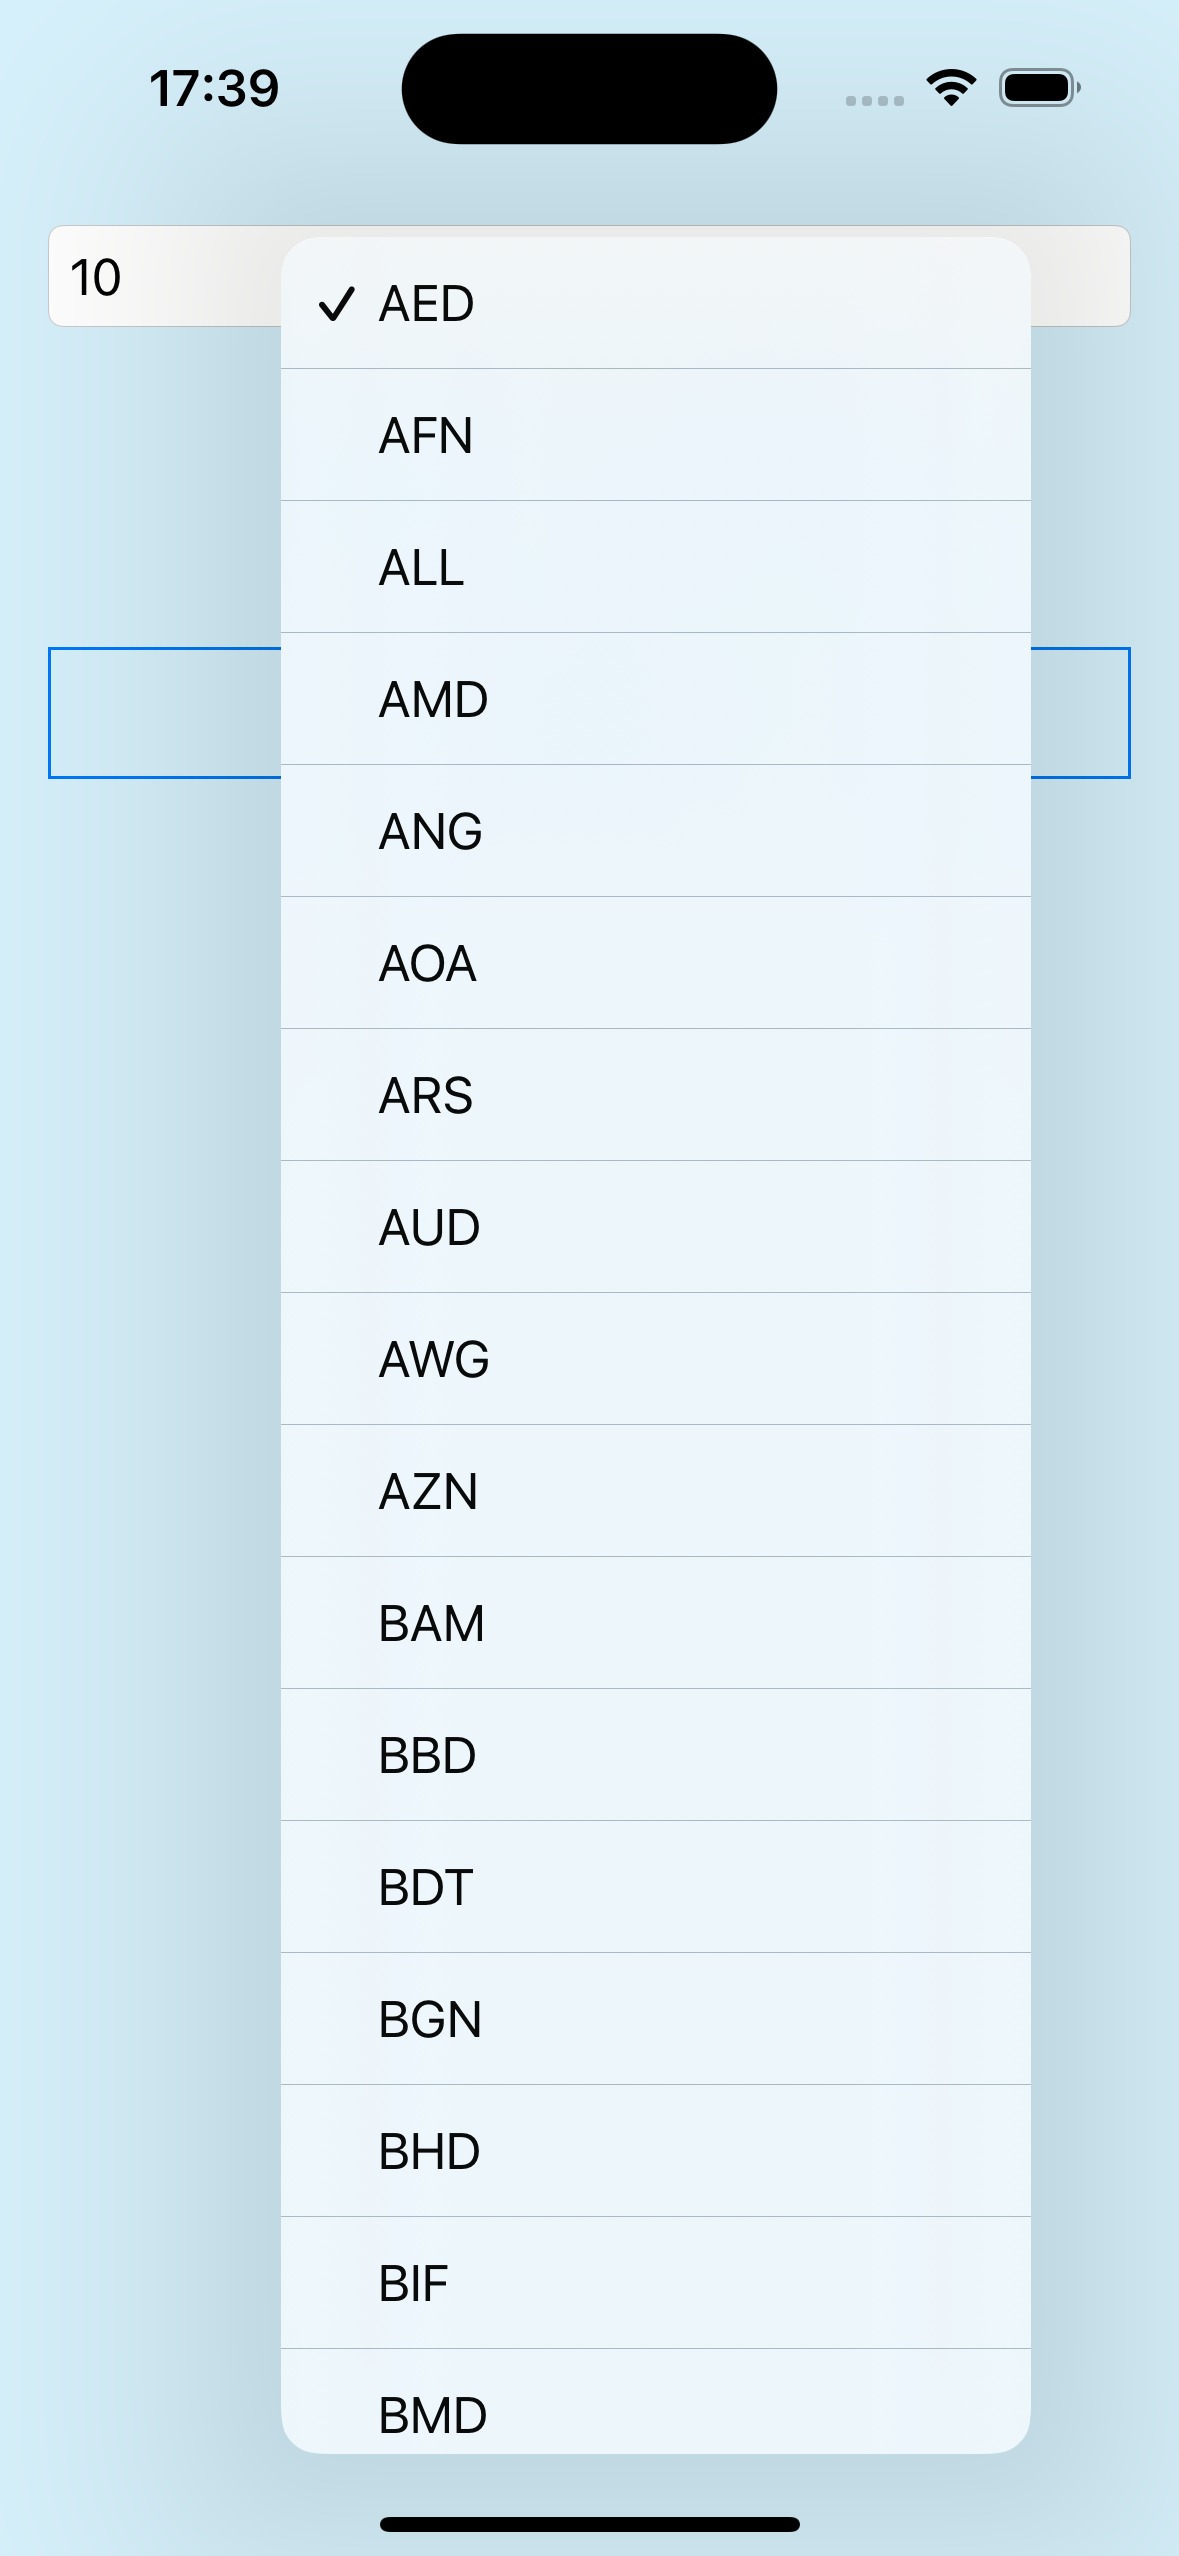 17:39
10
AED
AFN
ALL
AMD
ANG
AOA
ARS
AUD
AWG
AZN
BAM
BBD
BDT
BGN
BHD
BIF
BMD